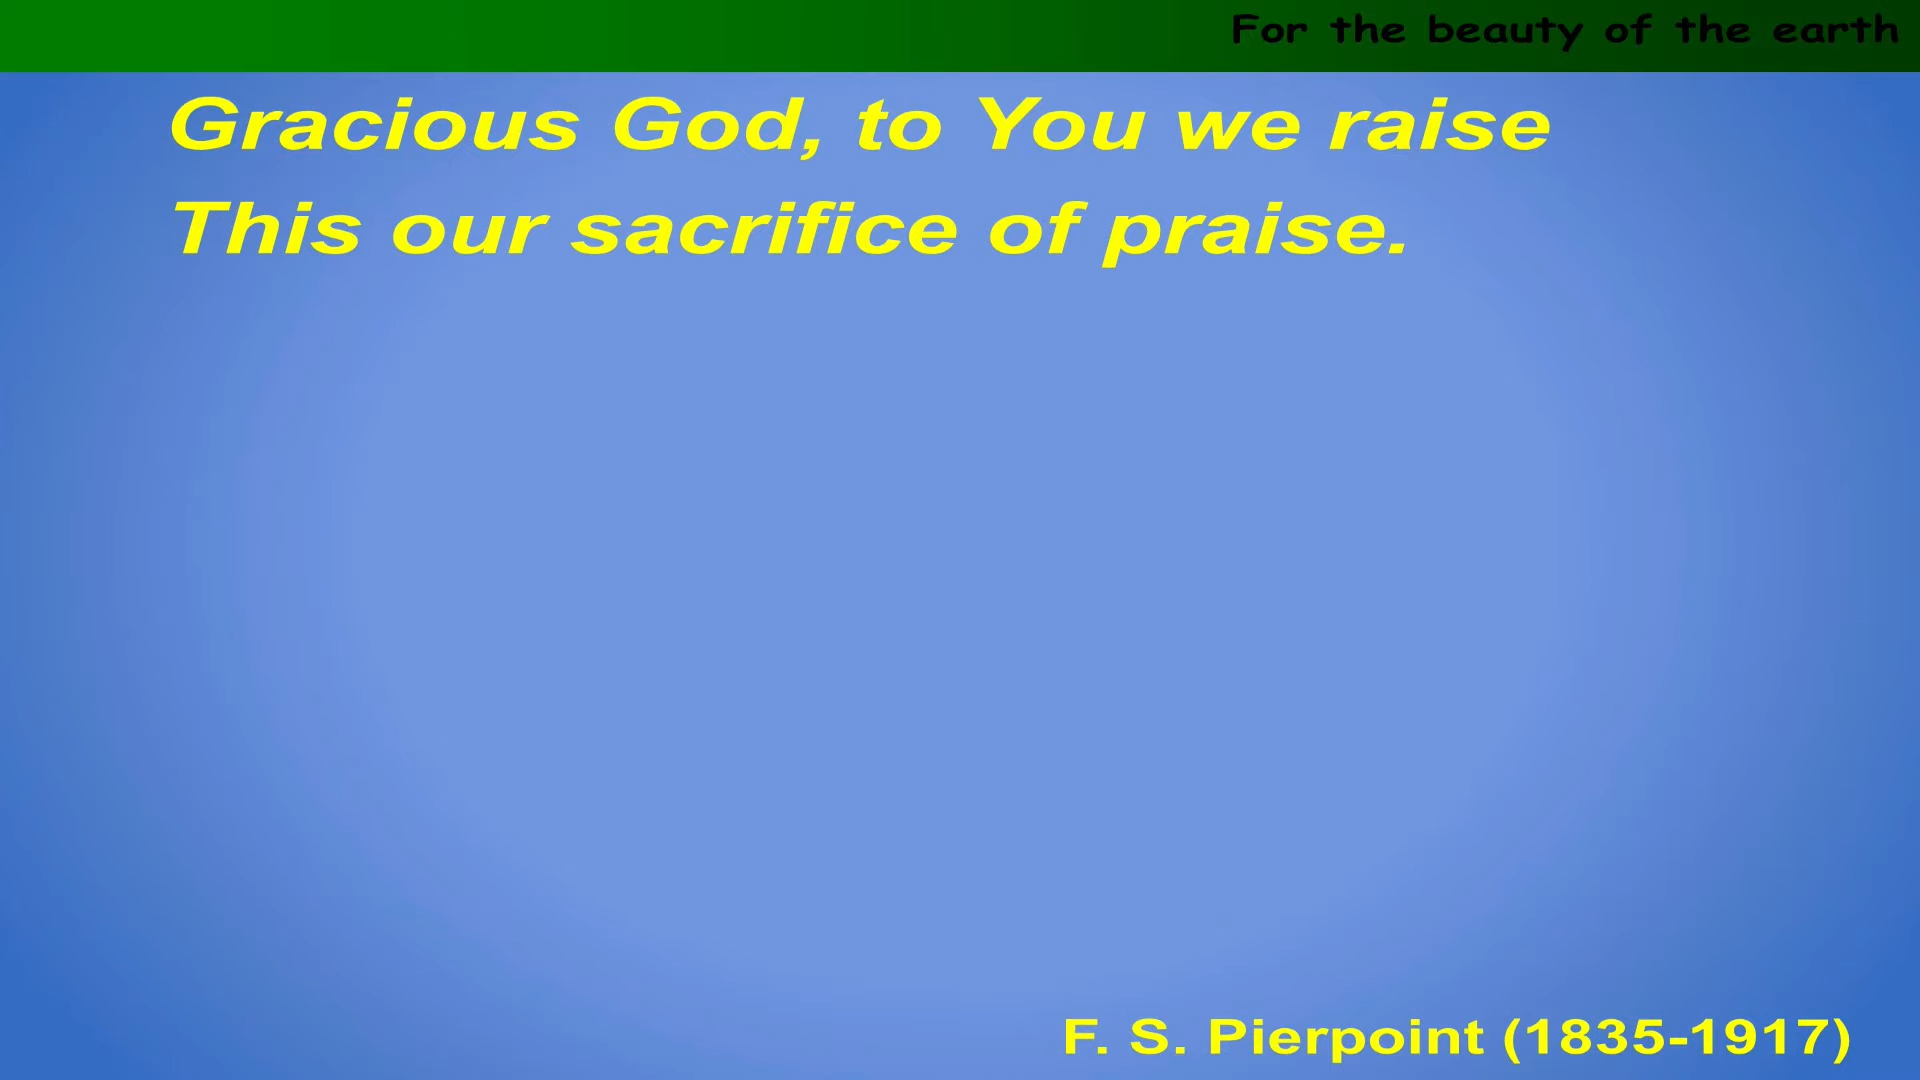 For the beauty of the earth
Gracious God, to You we raise
This our sacrifice of praise.
F. S. Pierpoint (1835-1917)